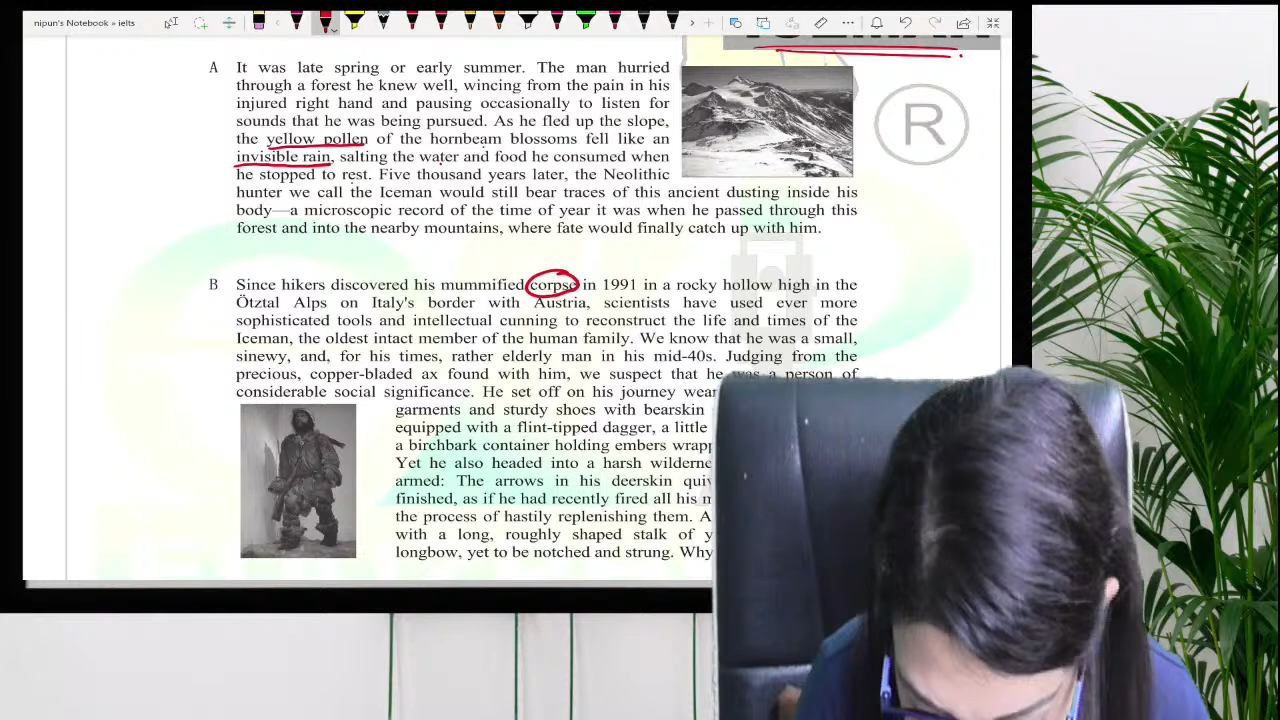 nipun's Notebook » ielts
A It was late spring or early summer. The man hurried
through a forest he knew well, wincing from the pain in his
injured right hand and pausing occasionally to listen for
sounds that he was being pursued. As he fled up the slope,
the yellow pollen of the hornbeam blossoms fell like an
invisible rain, salting the water and food he consumed when
he stopped to rest. Five thousand years later, the Neolithic
hunter we call the Iceman would still bear traces of this ancient dusting inside his
body—a microscopic record of the time of year it was when he passed through this
forest and into the nearby mountains, where fate would finally catch up with him.
B Since hikers discovered his mummified corpse in 1991 in a rocky hollow high in the
Ötztal Alps on Italy's border with Austria, scientists have used ever more
sophisticated tools and intellectual cunning to reconstruct the life and times of the
Iceman, the oldest intact member of the human family. We know that he was a small,
sinewy, and, for his times, rather elderly man in his mid-40s. Judging from the
precious, copper-bladed ax found with him, we suspect that he was a person of
considerable social significance. He set off on his journey
garments and sturdy shoes with bearskin
equipped with a flint-tipped dagger, a little
a birchbark container holding embers
Yet he also headed into a harsh
armed: The arrows in his deerskin
finished, as if he had recently fired all his
the process of hastily replenishing them.
with a long, roughly shaped stalk of
longbow, yet to be notched and strung. Why
R